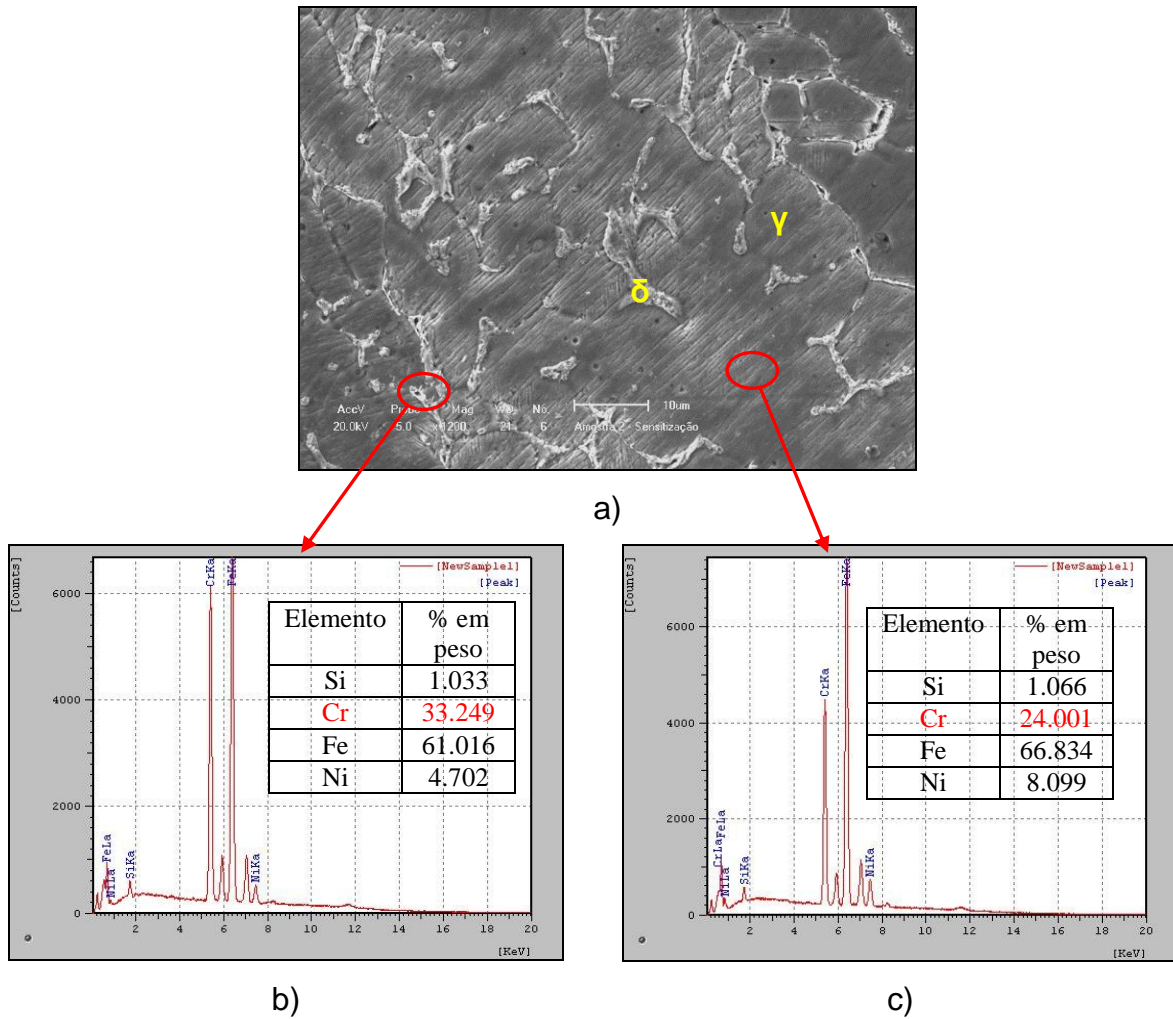 γ
δ
AccV Probe Mag WD No. 10um
20.0kV 5.0 x1200 21 6 Amostra 2 - Sensitização
a)
[Counts]
[NewSample1]
[Peak]
CrKa
FeKa
6000
4000
2000
0
FeLa
NiLa
SiKa
NiKa
Elemento % em peso
Si 1.033
Cr 33.249
Fe 61.016
Ni 4.702
0 2 4 6 8 10 12 14 16 18 20
[KeV]
b)
[Counts]
[NewSample1]
[Peak]
FeKa
CrKa
6000
4000
2000
0
CrLa
FeLa
NiLa
SiKa
NiKa
Elemento % em peso
Si 1.066
Cr 24.001
Fe 66.834
Ni 8.099
2 4 6 8 10 12 14 16 18 20
[KeV]
c)